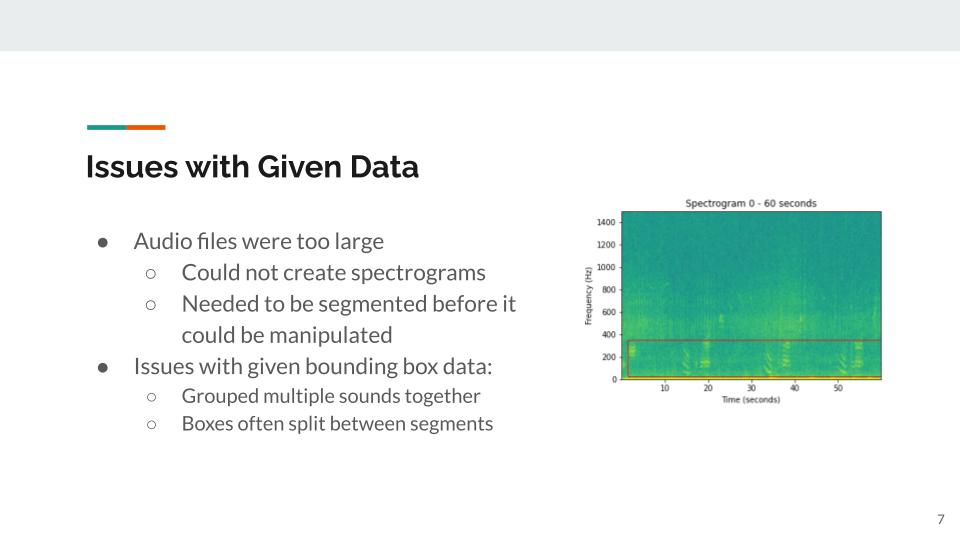 Issues with Given Data
● Audio files were too large
○ Could not create spectrograms
○ Needed to be segmented before it
could be manipulated
● Issues with given bounding box data:
○ Grouped multiple sounds together
○ Boxes often split between segments
Spectrogram 0 - 60 seconds
Frequency (Hz)
1400
1200
1000
800
600
400
200
0
10 20 30 40 50
Time (seconds)
7